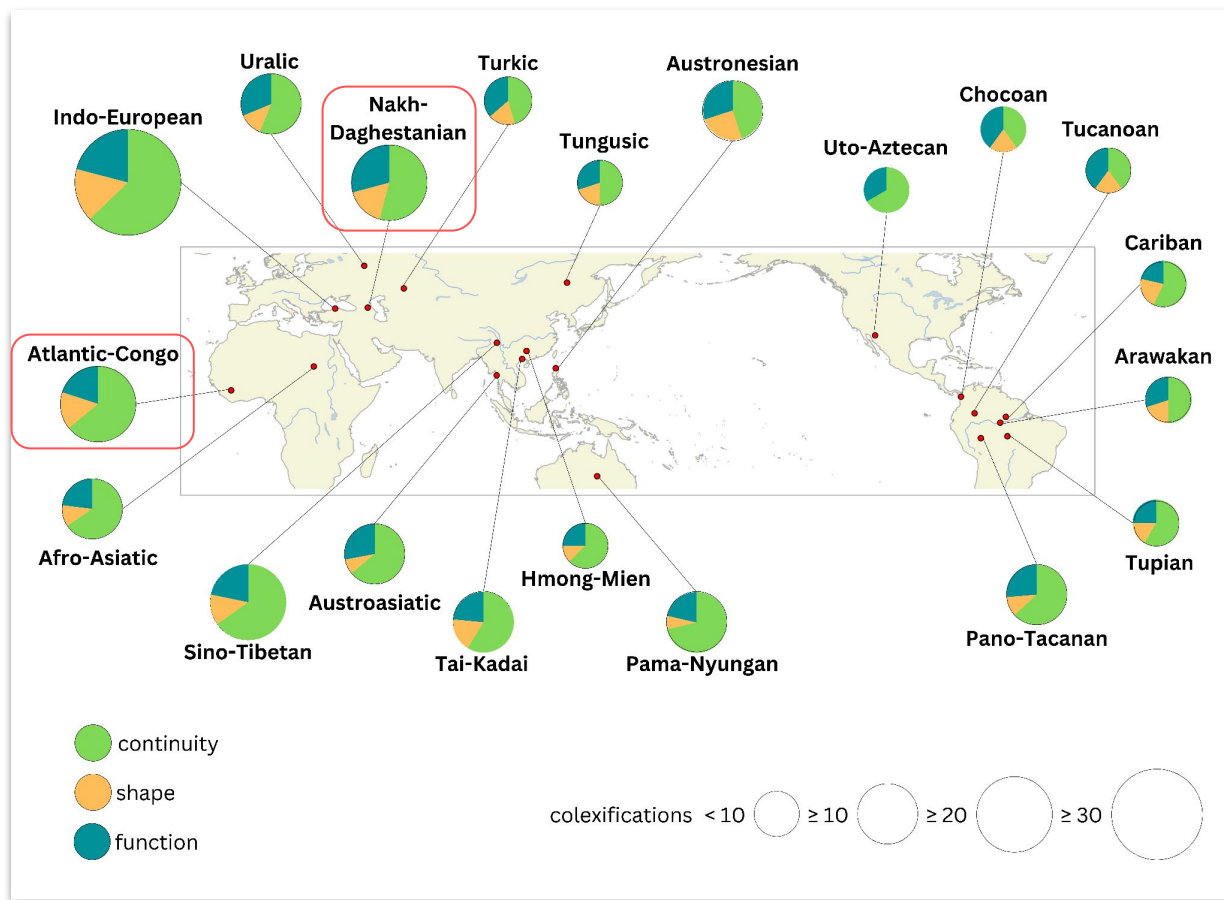 Uralic
Turkic
Austronesian
Indo-European
Nakh-
Daghestanian
Chocoan
Tucanoan
Tungusic
Uto-Aztecan
Cariban
Atlantic-Congo
Arawakan
Afro-Asiatic
Hmong-Mien
Tupian
Austroasiatic
Sino-Tibetan
Tai-Kadai
Pama-Nyungan
Pano-Tacanan
continuity
shape
function
colexifications < 10 ≥ 10 ≥ 20 ≥ 30